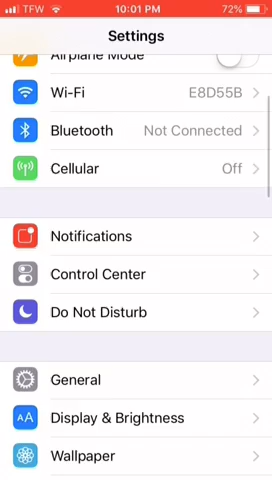 TFW 10:01 PM 72%
Settings
Airplane Mode
Wi-Fi E8D55B
Bluetooth Not Connected
Cellular Off
Notifications
Control Center
Do Not Disturb
General
AA Display & Brightness
Wallpaper